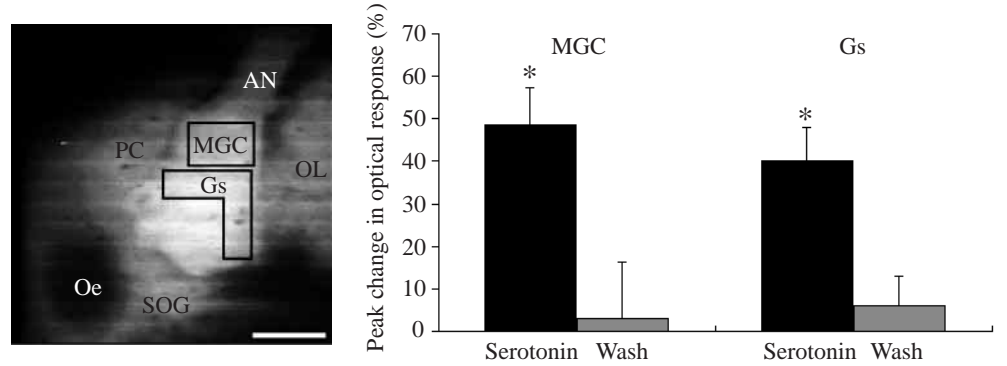 AN
PC
MGC
OL
Gs
Oe
SOG
Peak change in optical response (%)
70
60
50
40
30
20
10
0
MGC
Gs
*
*
Serotonin Wash
Serotonin Wash